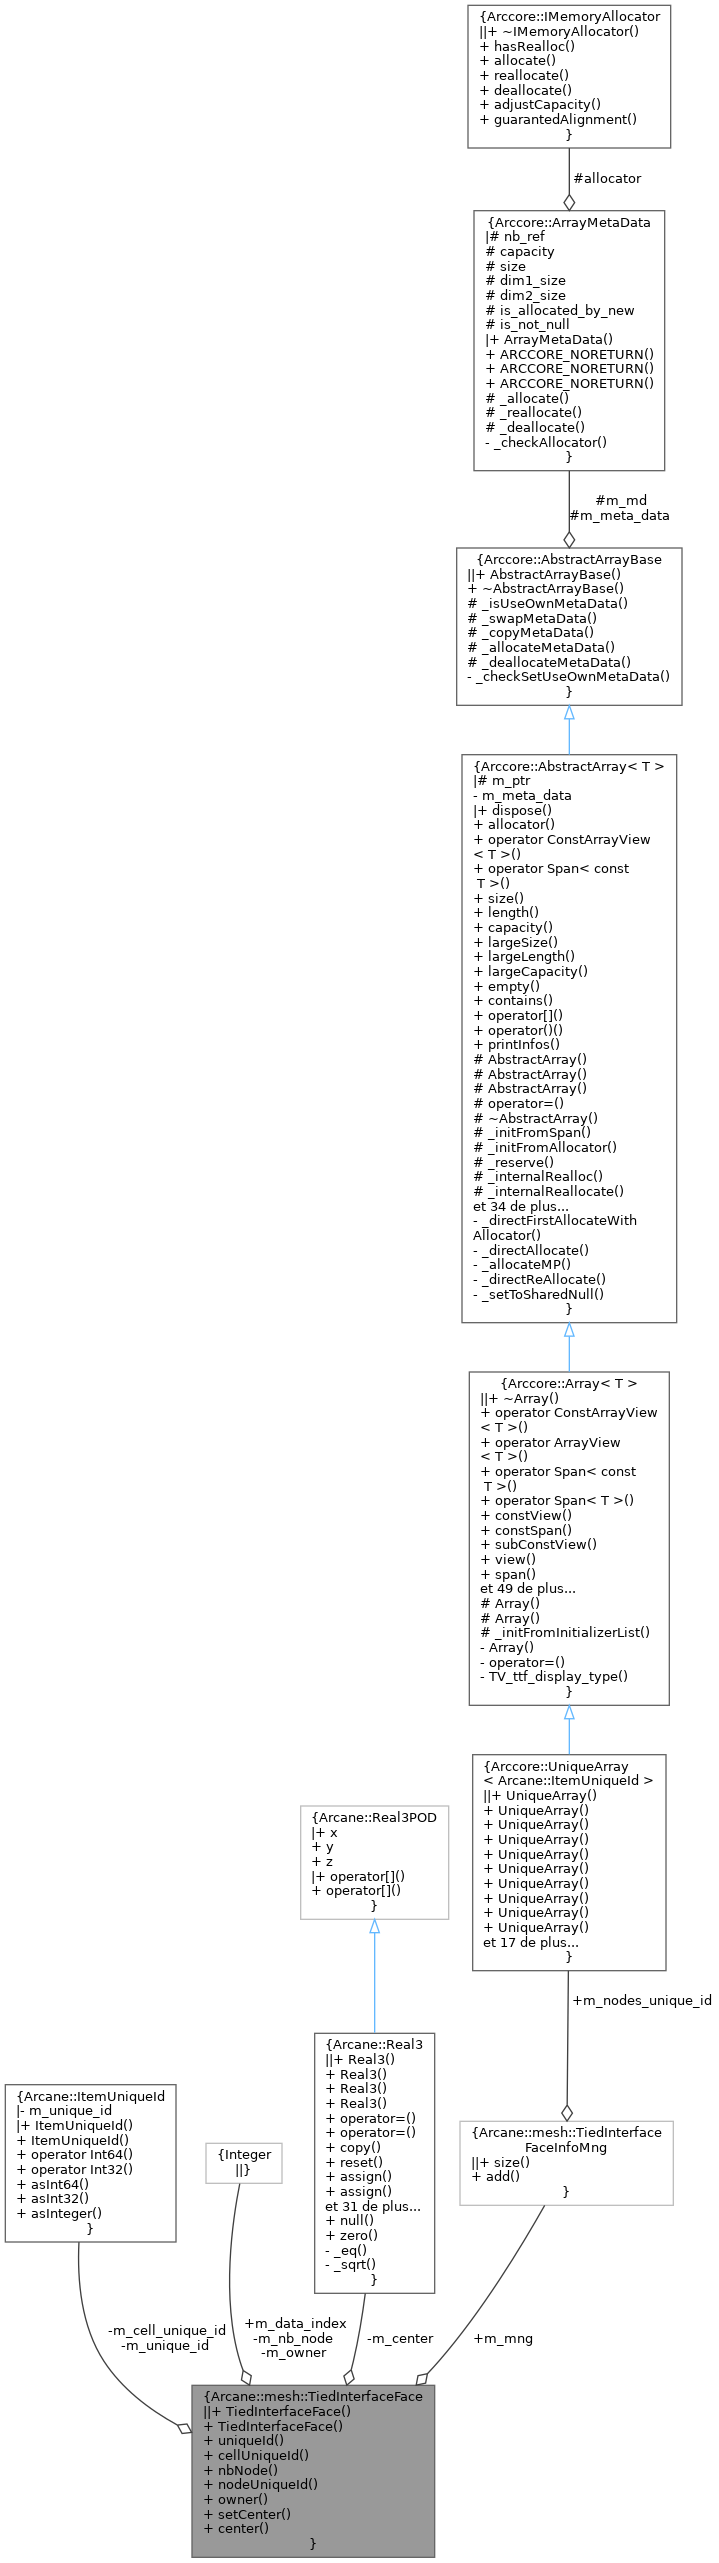 {Arccore::IMemoryAllocator
||+ ~IMemoryAllocator()
+ hasRealloc()
+ allocate()
+ reallocate()
+ deallocate()
+ adjustCapacity()
+ guarantedAlignment()
}
#allocator
{Arccore::ArrayMetaData
|# nb_ref
# capacity
# size
# dim1_size
# dim2_size
# is_allocated_by_new
# is_not_null
|+ ArrayMetaData()
+ ARCCORE_NORETURN()
+ ARCCORE_NORETURN()
+ ARCCORE_NORETURN()
# _allocate()
# _reallocate()
# _deallocate()
- _checkAllocator()
}
#m_md
#m_meta_data
{Arccore::AbstractArrayBase
||+ AbstractArrayBase()
+ ~AbstractArrayBase()
# _isUseOwnMetaData()
# _swapMetaData()
# _copyMetaData()
# _allocateMetaData()
# _deallocateMetaData()
- _checkSetUseOwnMetaData()
}
{Arccore::AbstractArray< T >
|# m_ptr
- m_meta_data
|+ dispose()
+ allocator()
+ operator ConstArrayView
< T >()
+ operator Span< const
T >()
+ size()
+ length()
+ capacity()
+ largeSize()
+ largeLength()
+ largeCapacity()
+ empty()
+ contains()
+ operator[]()
+ operator()()
+ printInfos()
# AbstractArray()
# AbstractArray()
# AbstractArray()
# operator=()
# ~AbstractArray()
# _initFromSpan()
# _initFromAllocator()
# _reserve()
# _internalRealloc()
# _internalReallocate()
et 34 de plus...
- _directFirstAllocateWith
Allocator()
- _directAllocate()
- _allocateMP()
- _directReAllocate()
- _setToSharedNull()
}
{Arccore::Array< T >
||+ ~Array()
+ operator ConstArrayView
< T >()
+ operator ArrayView
< T >()
+ operator Span< const
T >()
+ operator Span< T >()
+ constView()
+ constSpan()
+ subConstView()
+ view()
+ span()
et 49 de plus...
# Array()
# Array()
# _initFromInitializerList()
- Array()
- operator=()
- TV_ttf_display_type()
}
{Arccore::UniqueArray
< Arcane::ItemUniqueId >
||+ UniqueArray()
+ UniqueArray()
+ UniqueArray()
+ UniqueArray()
+ UniqueArray()
+ UniqueArray()
+ UniqueArray()
+ UniqueArray()
+ UniqueArray()
+ UniqueArray()
et 17 de plus...
}
{Arcane::Real3POD
|+ x
+ y
+ z
|+ operator[]()
+ operator[]()
}
+m_nodes_unique_id
{Arcane::ItemUniqueId
|- m_unique_id
|+ ItemUniqueId()
+ ItemUniqueId()
+ operator Int64()
+ operator Int32()
+ asInt64()
+ asInt32()
+ asInteger()
}
{Integer
||}
{Arcane::Real3
||+ Real3()
+ Real3()
+ Real3()
+ Real3()
+ operator=()
+ operator=()
+ copy()
+ reset()
+ assign()
+ assign()
et 31 de plus...
+ null()
+ zero()
- _eq()
- _sqrt()
}
{Arcane::mesh::TiedInterface
FaceInfoMng
||+ size()
+ add()
}
-m_cell_unique_id
-m_unique_id
+m_data_index
-m_nb_node
-m_owner
-m_center
+m_mng
{Arcane::mesh::TiedInterfaceFace
||+ TiedInterfaceFace()
+ TiedInterfaceFace()
+ uniqueId()
+ cellUniqueId()
+ nbNode()
+ nodeUniqueId()
+ owner()
+ setCenter()
+ center()
}